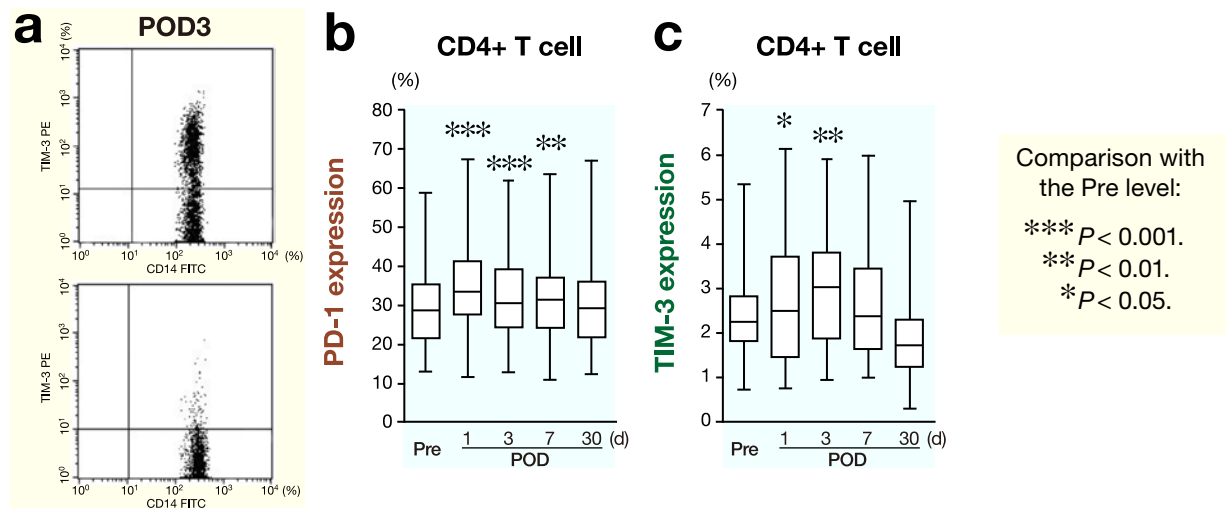 a
POD3
10⁴ (%)
10³
10²
10¹
10⁰
TIM-3 PE
10⁰ 10¹ 10² 10³ 10⁴ (%)
CD14 FITC
10⁴
10³
10²
10¹
10⁰
TIM-3 PE
10⁰ 10¹ 10² 10³ 10⁴ (%)
CD14 FITC
b
CD4+ T cell
(%)
80
70
60
50
40
30
20
10
0
PD-1 expression
*** *** **
Pre 1 3 7 30 (d)
POD
c
CD4+ T cell
(%)
7
6
5
4
3
2
1
0
TIM-3 expression
* **
Pre 1 3 7 30 (d)
POD
Comparison with
the Pre level:
***P < 0.001.
**P < 0.01.
*P < 0.05.